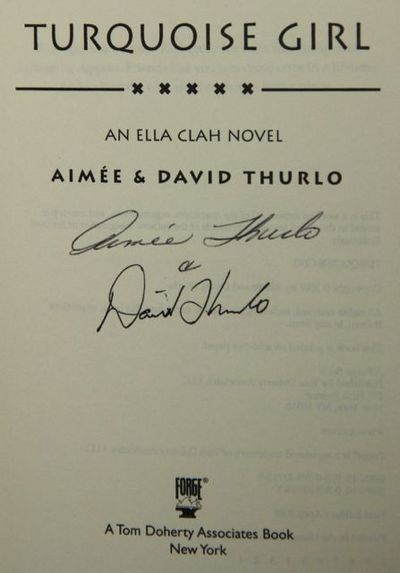 TURQUOISE GIRL
AN ELLA CLAH NOVEL
AIMÉE & DAVID THURLO
Aimée Thurlo
&
David Thurlo
FORGE®
A Tom Doherty Associates Book
New York